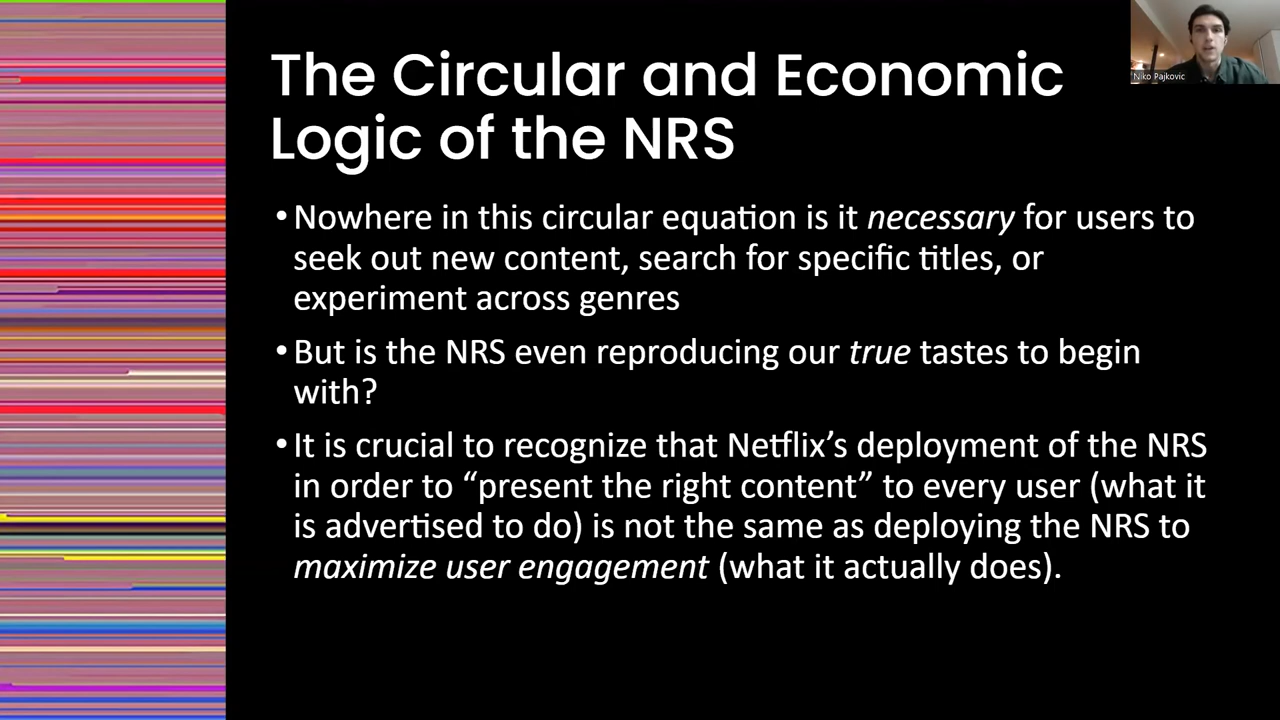 The Circular and Economic
Logic of the NRS
Niko Pajkovic
•Nowhere in this circular equation is it necessary for users to
seek out new content, search for specific titles, or
experiment across genres
•But is the NRS even reproducing our true tastes to begin
with?
•It is crucial to recognize that Netflix’s deployment of the NRS
in order to “present the right content” to every user (what it
is advertised to do) is not the same as deploying the NRS to
maximize user engagement (what it actually does).